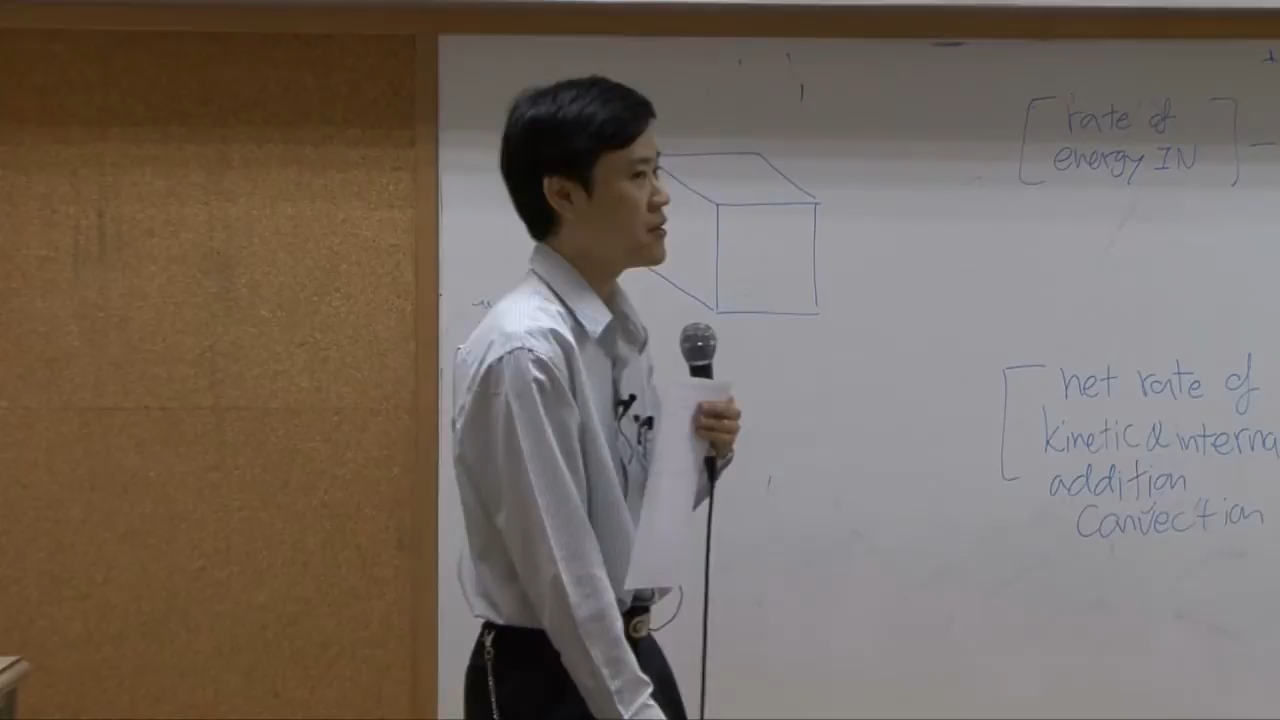 rate of
energy IN
net rate of
kinetic & interna
addition
convection